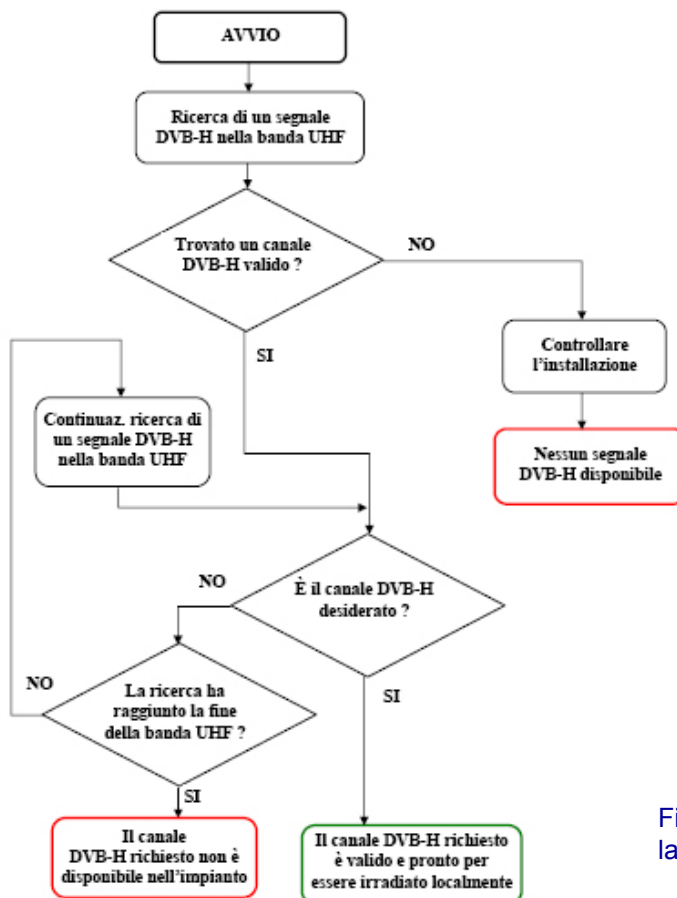 AVVIO
Ricerca di un segnale
DVB-H nella banda UHF
Trovato un canale
DVB-H valido ?
NO
SI
Controllare
l'installazione
Continuaz. ricerca di
un segnale DVB-H
nella banda UHF
Nessun segnale
DVB-H disponibile
NO
È il canale DVB-H
desiderato ?
NO
La ricerca ha
raggiunto la fine
della banda UHF ?
SI
SI
Il canale
DVB-H richiesto non è
disponibile nell'impianto
Il canale DVB-H richiesto
è valido e pronto per
essere irradiato localmente
Fi
la